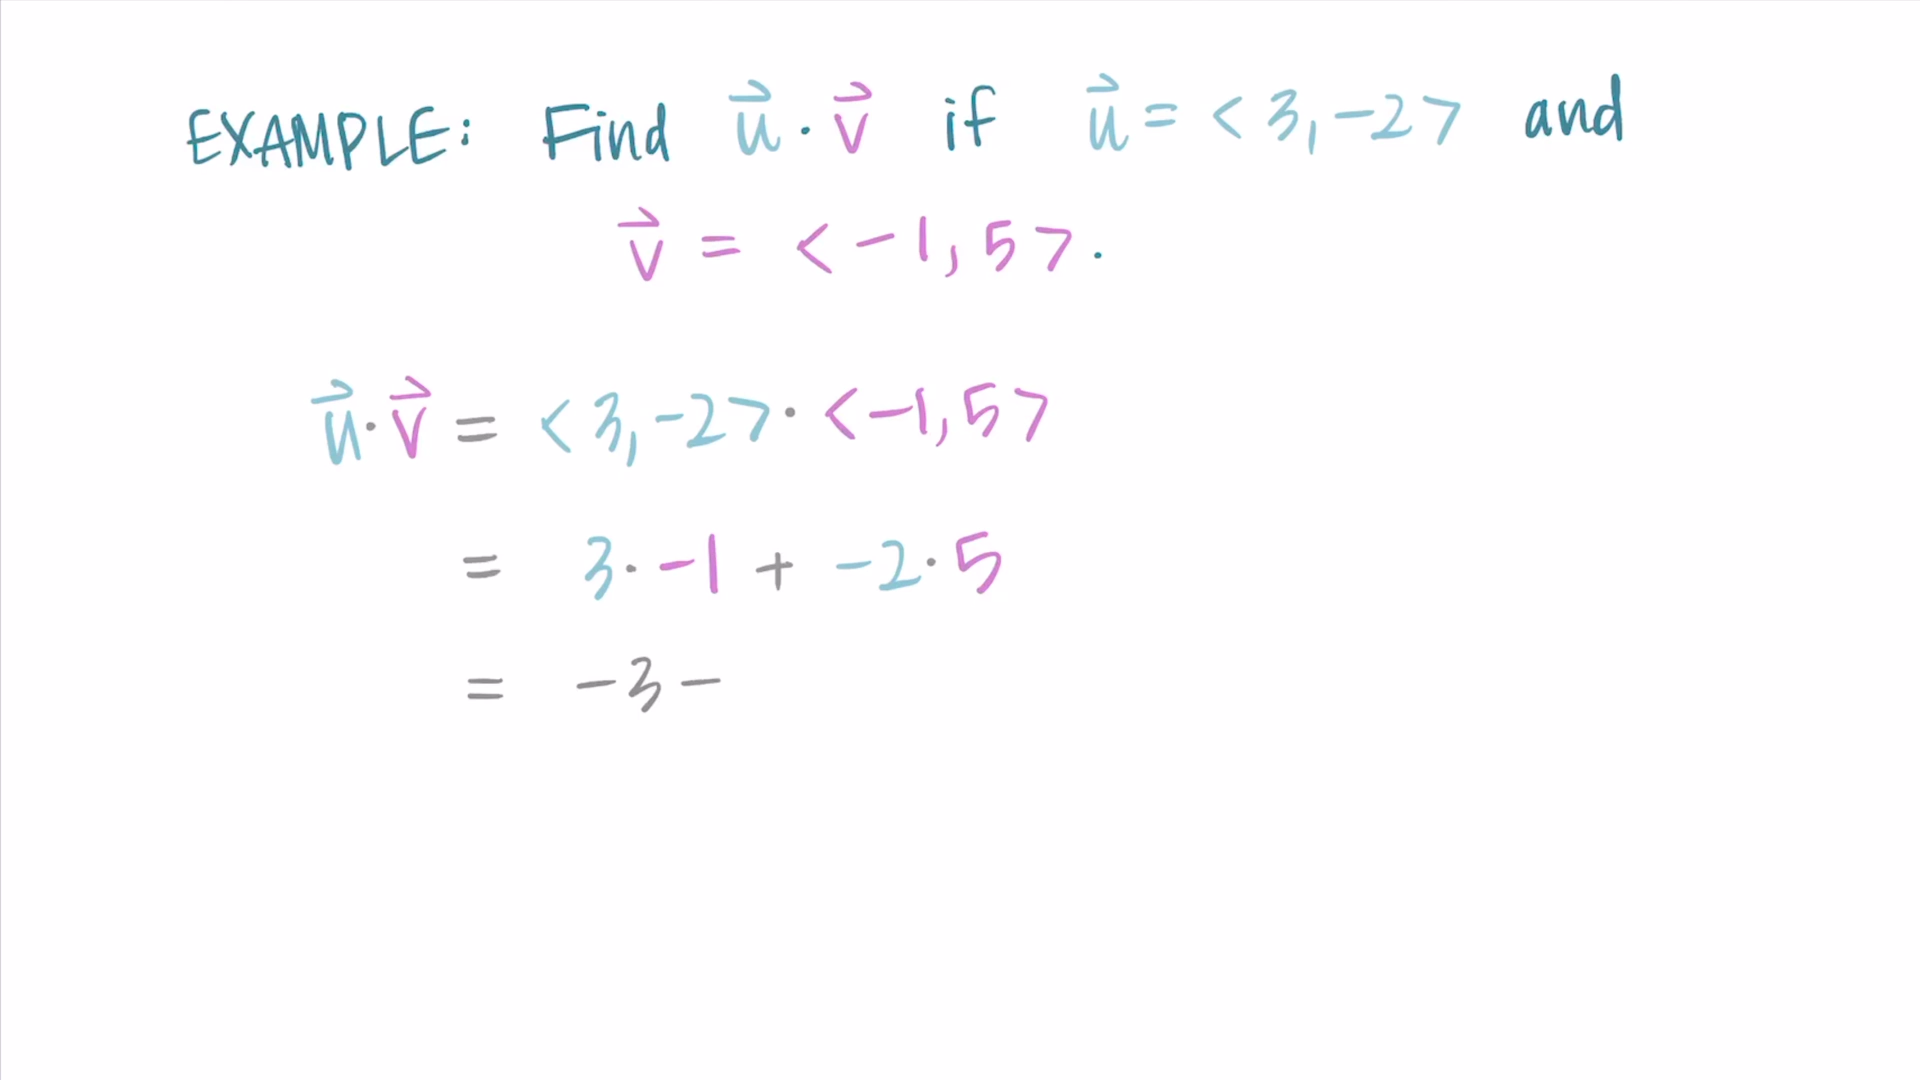 EXAMPLE: Find u⃗ · v⃗ if u⃗ = <3, -2> and
v⃗ = <-1, 5>.
u⃗ · v⃗ = <3, -2> · <-1, 5>
= 3 · -1 + -2 · 5
= -3 -